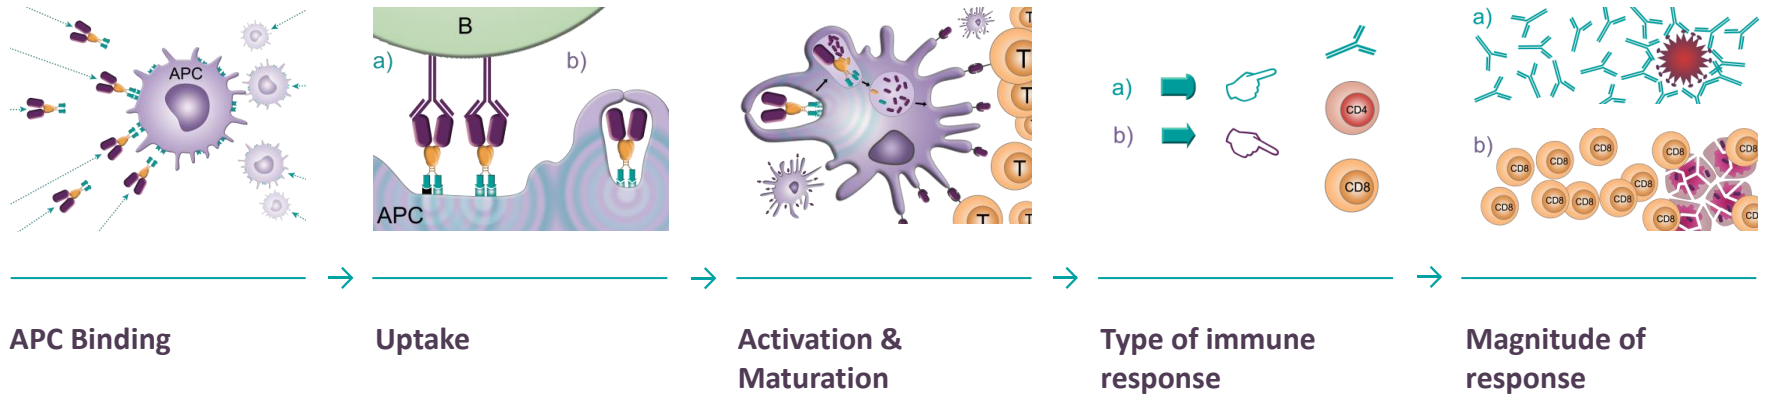 APC
B
a)
b)
APC
T
T
T
T
T
a)
b)
CD4
CD8
a)
b)
CD8
CD8
CD8
CD8
CD8
CD8
CD8
CD8
CD8
CD8
CD8
APC Binding
Uptake
Activation &
Maturation
Type of immune
response
Magnitude of
response